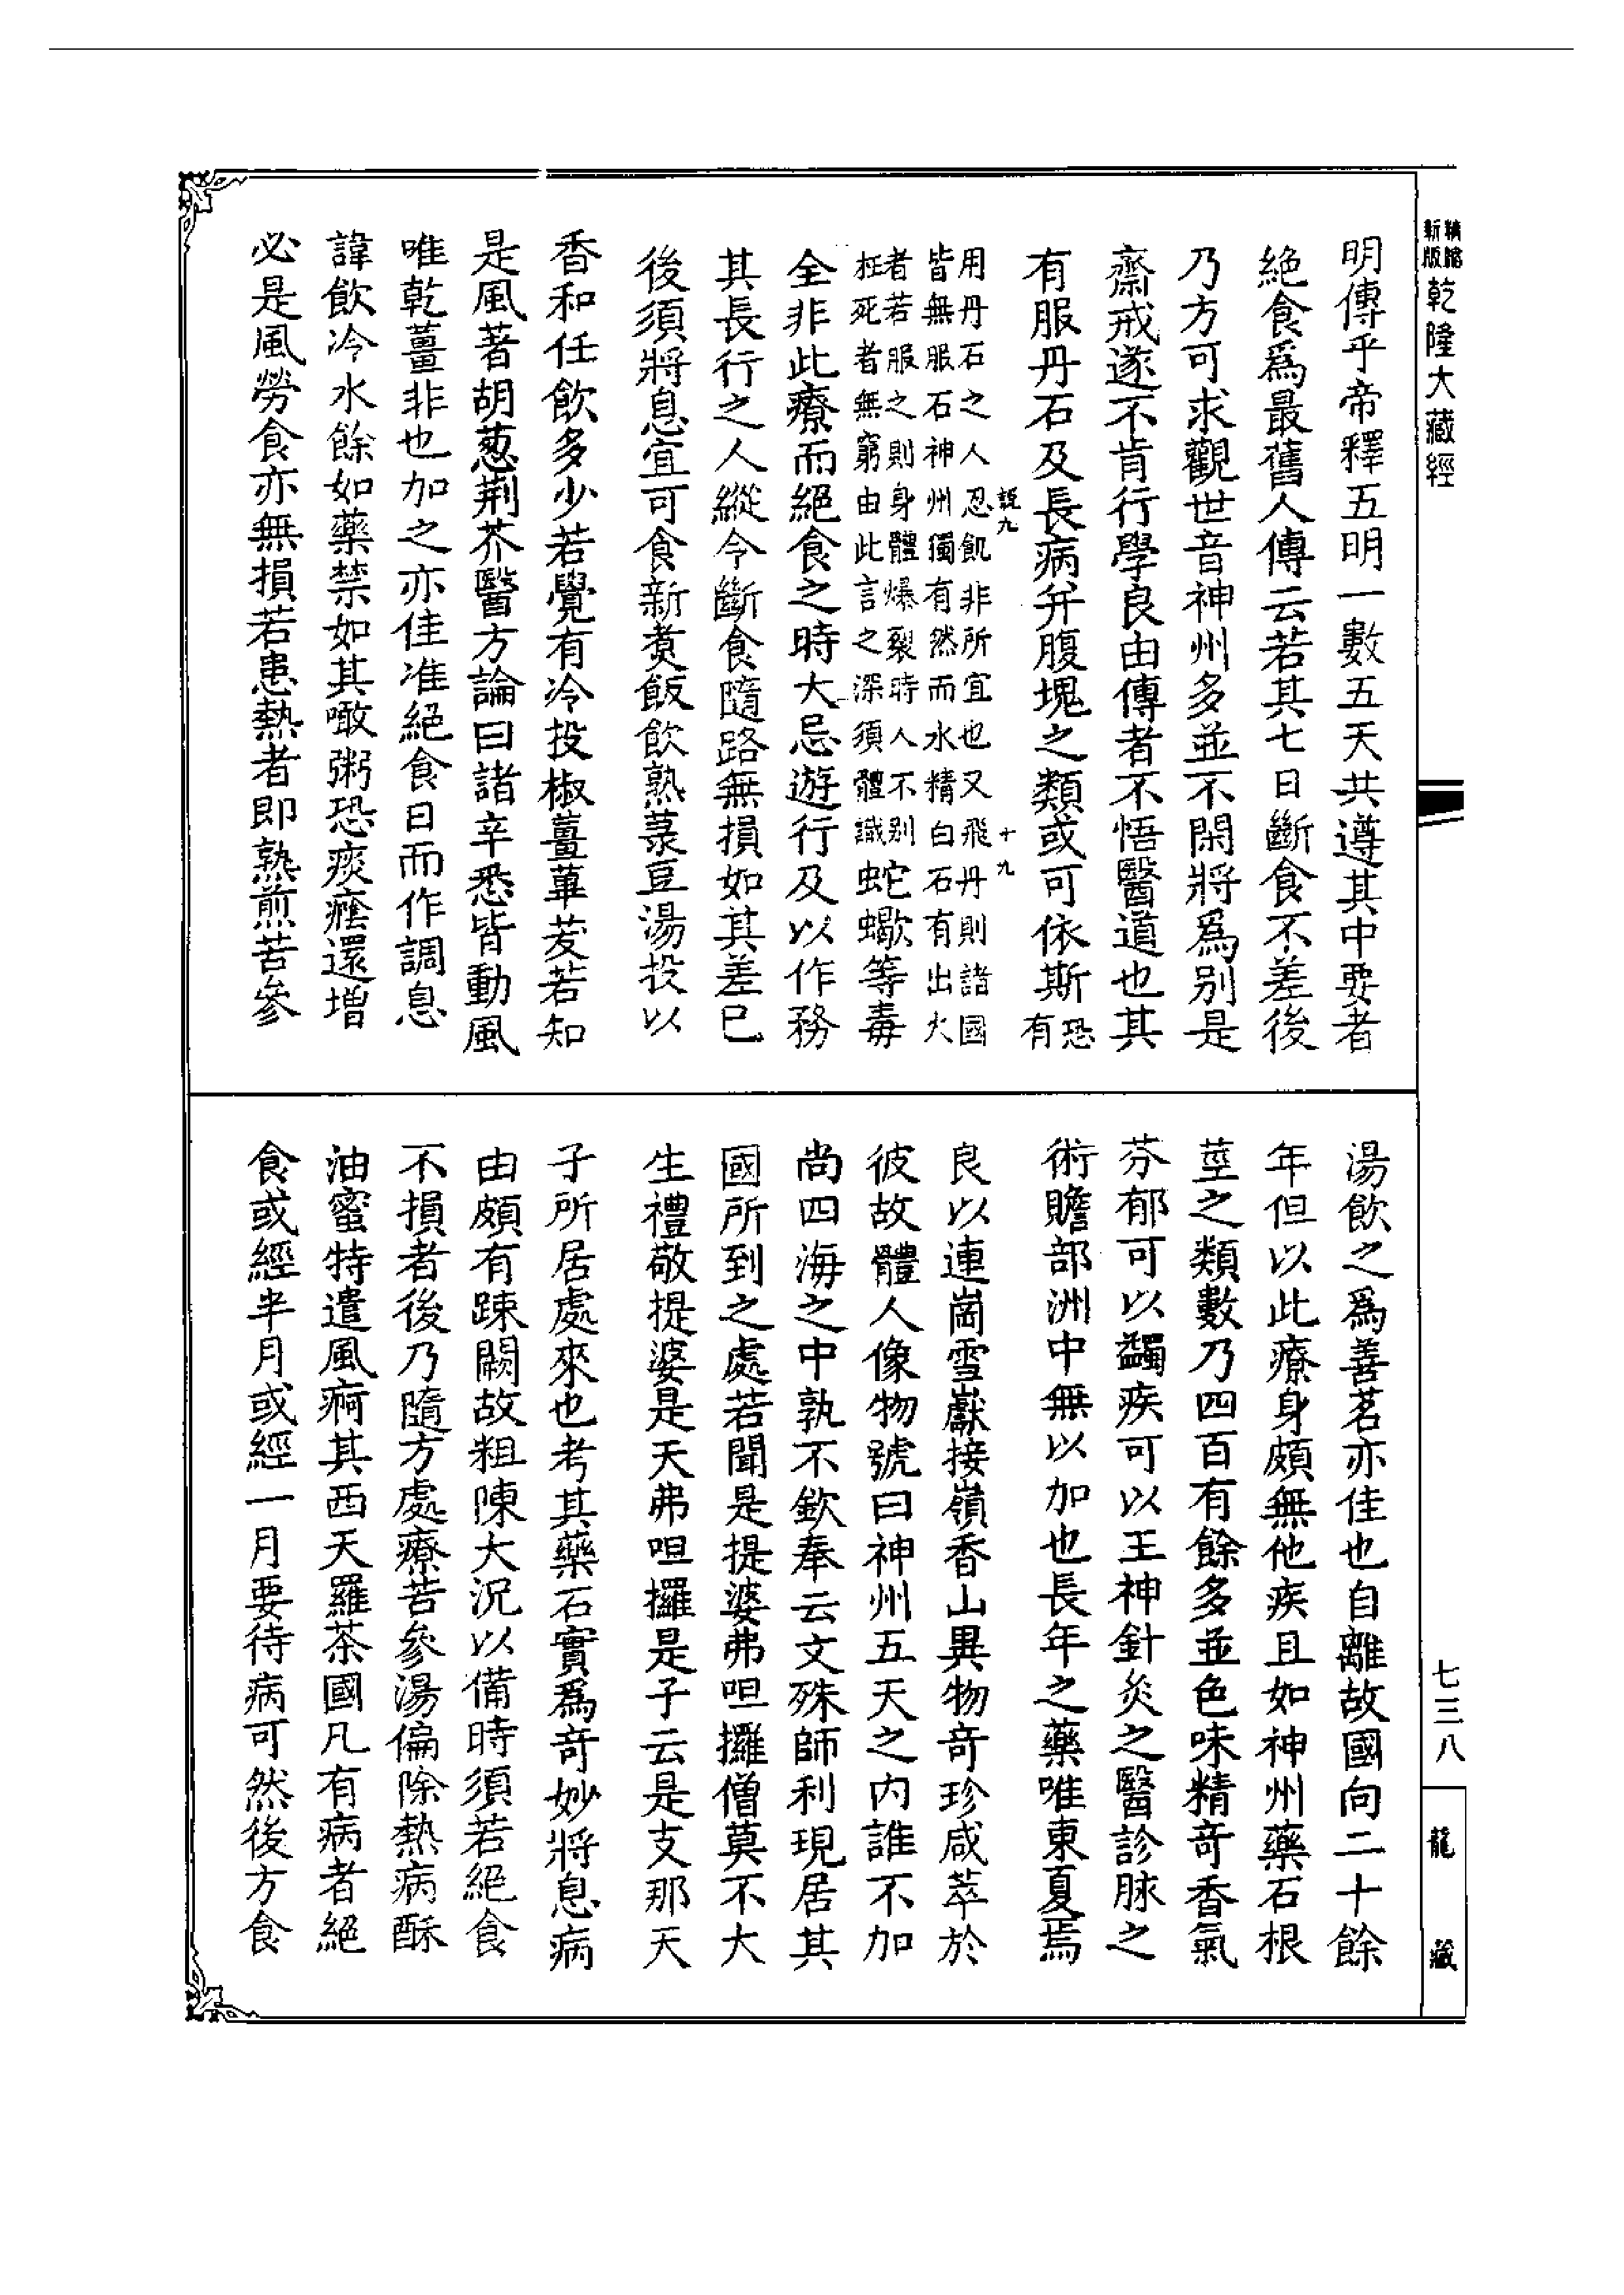 精縮
新版
乾隆大藏經
明傳乎帝釋五明一數五天共遵其中要者
絕食爲最舊人傳云若其七日斷食不差後
乃方可求觀世音神州多並不閑將爲別是
齋戒遂不肯行學良由傳者不悟醫道也其
有服丹石及長病并腹塊之類或可依斯恐
有
說九
十九
用丹石之人忍飢非所宜也又飛丹則諸國
皆無服石神州獨有然而水精白石有出火
者若服之則身體爆裂時人不別
枉死者無窮由此言之深須體識
蛇蠍等毒
全非此療而絕食之時大忌遊行及以作務
其長行之人縱令斷食隨路無損如其差已
後須將息宜可食新煑飯飲熟菉豆湯投以
香和任飲多少若覺有冷投椒薑蓽茇若知
是風著胡葱荊芥醫方論曰諸辛悉皆動風
唯乾薑非也加之亦佳准絕食日而作調息
諱飲冷水餘如藥禁如其噉粥恐痰癊還增
必是風勞食亦無損若患熱者即熟煎苦參
湯飲之爲善茗亦佳也自離故國向二十餘
年但以此療身頗無他疾且如神州藥石根
莖之類數乃四百有餘多並色味精奇香氣
芬郁可以蠲疾可以王神針灸之醫診脉之
術贍部洲中無以加也長年之藥唯東夏焉
良以連崗雪巘接嶺香山異物奇珍咸萃於
彼故體人像物號曰神州五天之內誰不加
尚四海之中孰不欽奉云文殊師利現居其
國所到之處若聞是提婆弗呾攞僧莫不大
生禮敬提婆是天弗呾攞是子云是支那天
子所居處來也考其藥石實爲奇妙將息病
由頗有踈闕故粗陳大況以備時須若絕食
不損者後乃隨方處療苦參湯偏除熱病酥
油蜜特遣風痾其西天羅荼國凡有病者絕
食或經半月或經一月要待病可然後方食
七三八
龍藏